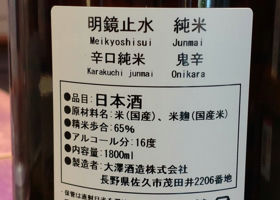 明鏡止水 純米
Meikyoshisui Junmai
辛口純米 鬼辛
Karakuchi junmai Onikara
●品目:日本酒
●原材料名:米(国産)、米麹(国産米)
●精米歩合:65%
●アルコール分:16度
●内容量:1800ml
●製造者:大澤酒造株式会社
長野県佐久市茂田井2206番地